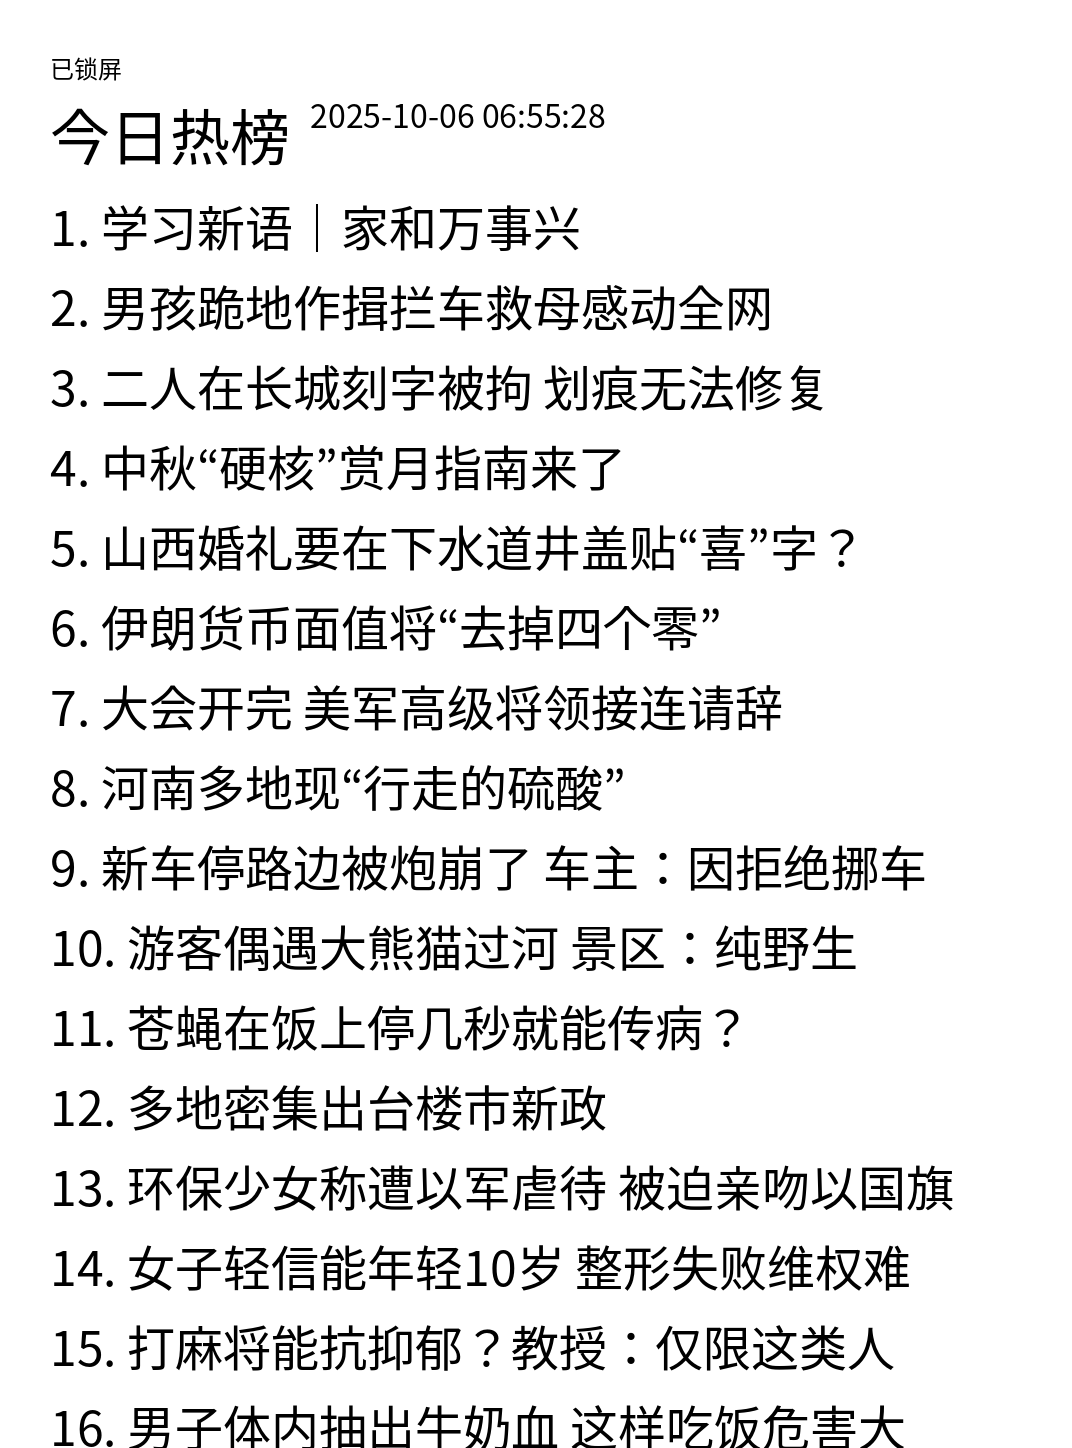 已锁屏
今日热榜 2025-10-06 06:55:28
1. 学习新语｜家和万事兴
2. 男孩跪地作揖拦车救母感动全网
3. 二人在长城刻字被拘 划痕无法修复
4. 中秋“硬核”赏月指南来了
5. 山西婚礼要在下水道井盖贴“喜”字？
6. 伊朗货币面值将“去掉四个零”
7. 大会开完 美军高级将领接连请辞
8. 河南多地现“行走的硫酸”
9. 新车停路边被炮崩了 车主：因拒绝挪车
10. 游客偶遇大熊猫过河 景区：纯野生
11. 苍蝇在饭上停几秒就能传病？
12. 多地密集出台楼市新政
13. 环保少女称遭以军虐待 被迫亲吻以国旗
14. 女子轻信能年轻10岁 整形失败维权难
15. 打麻将能抗抑郁？教授：仅限这类人
16. 男子体内抽出牛奶血 这样吃饭危害大